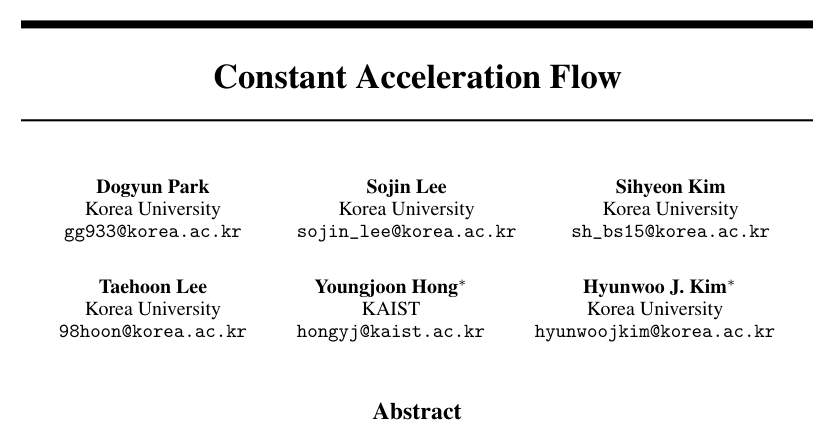 Constant Acceleration Flow
Dogyun Park
Korea University
gg933@korea.ac.kr
Sojin Lee
Korea University
sojin_lee@korea.ac.kr
Sihyeon Kim
Korea University
sh_bs15@korea.ac.kr
Taehoon Lee
Korea University
98hoon@korea.ac.kr
Youngjoon Hong*
KAIST
hongyj@kaist.ac.kr
Hyunwoo J. Kim*
Korea University
hyunwoojkim@korea.ac.kr
Abstract